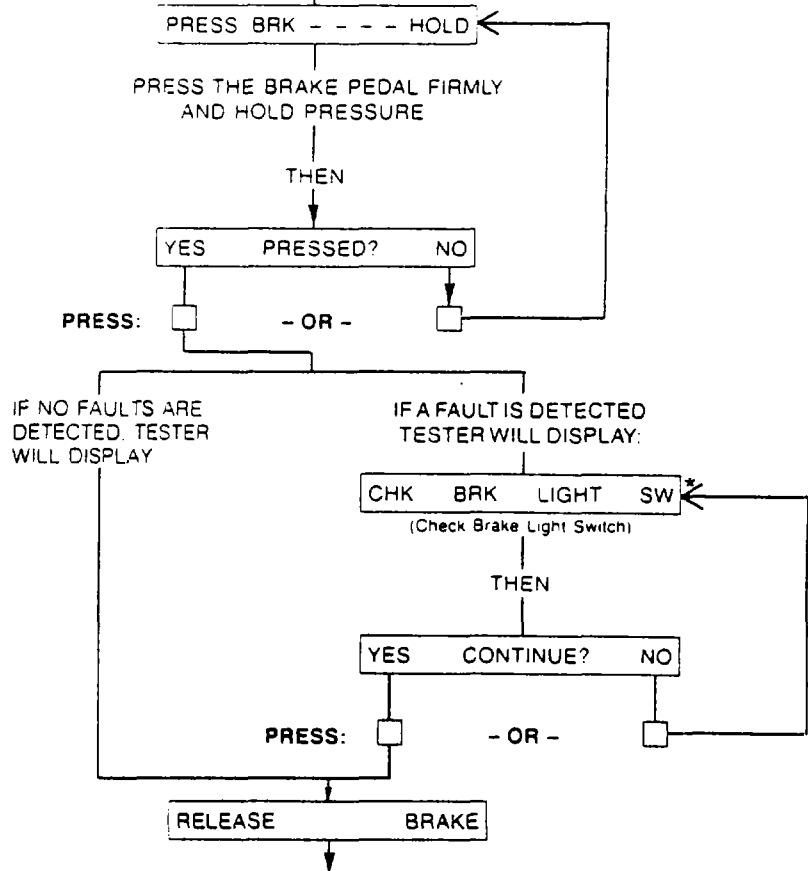 PRESS BRK - - - - HOLD
PRESS THE BRAKE PEDAL FIRMLY
AND HOLD PRESSURE
THEN
YES PRESSED? NO
PRESS: - OR -
IF NO FAULTS ARE
DETECTED, TESTER
WILL DISPLAY
IF A FAULT IS DETECTED
TESTER WILL DISPLAY:
CHK BRK LIGHT SW*
(Check Brake Light Switch)
THEN
YES CONTINUE? NO
PRESS: - OR -
RELEASE BRAKE